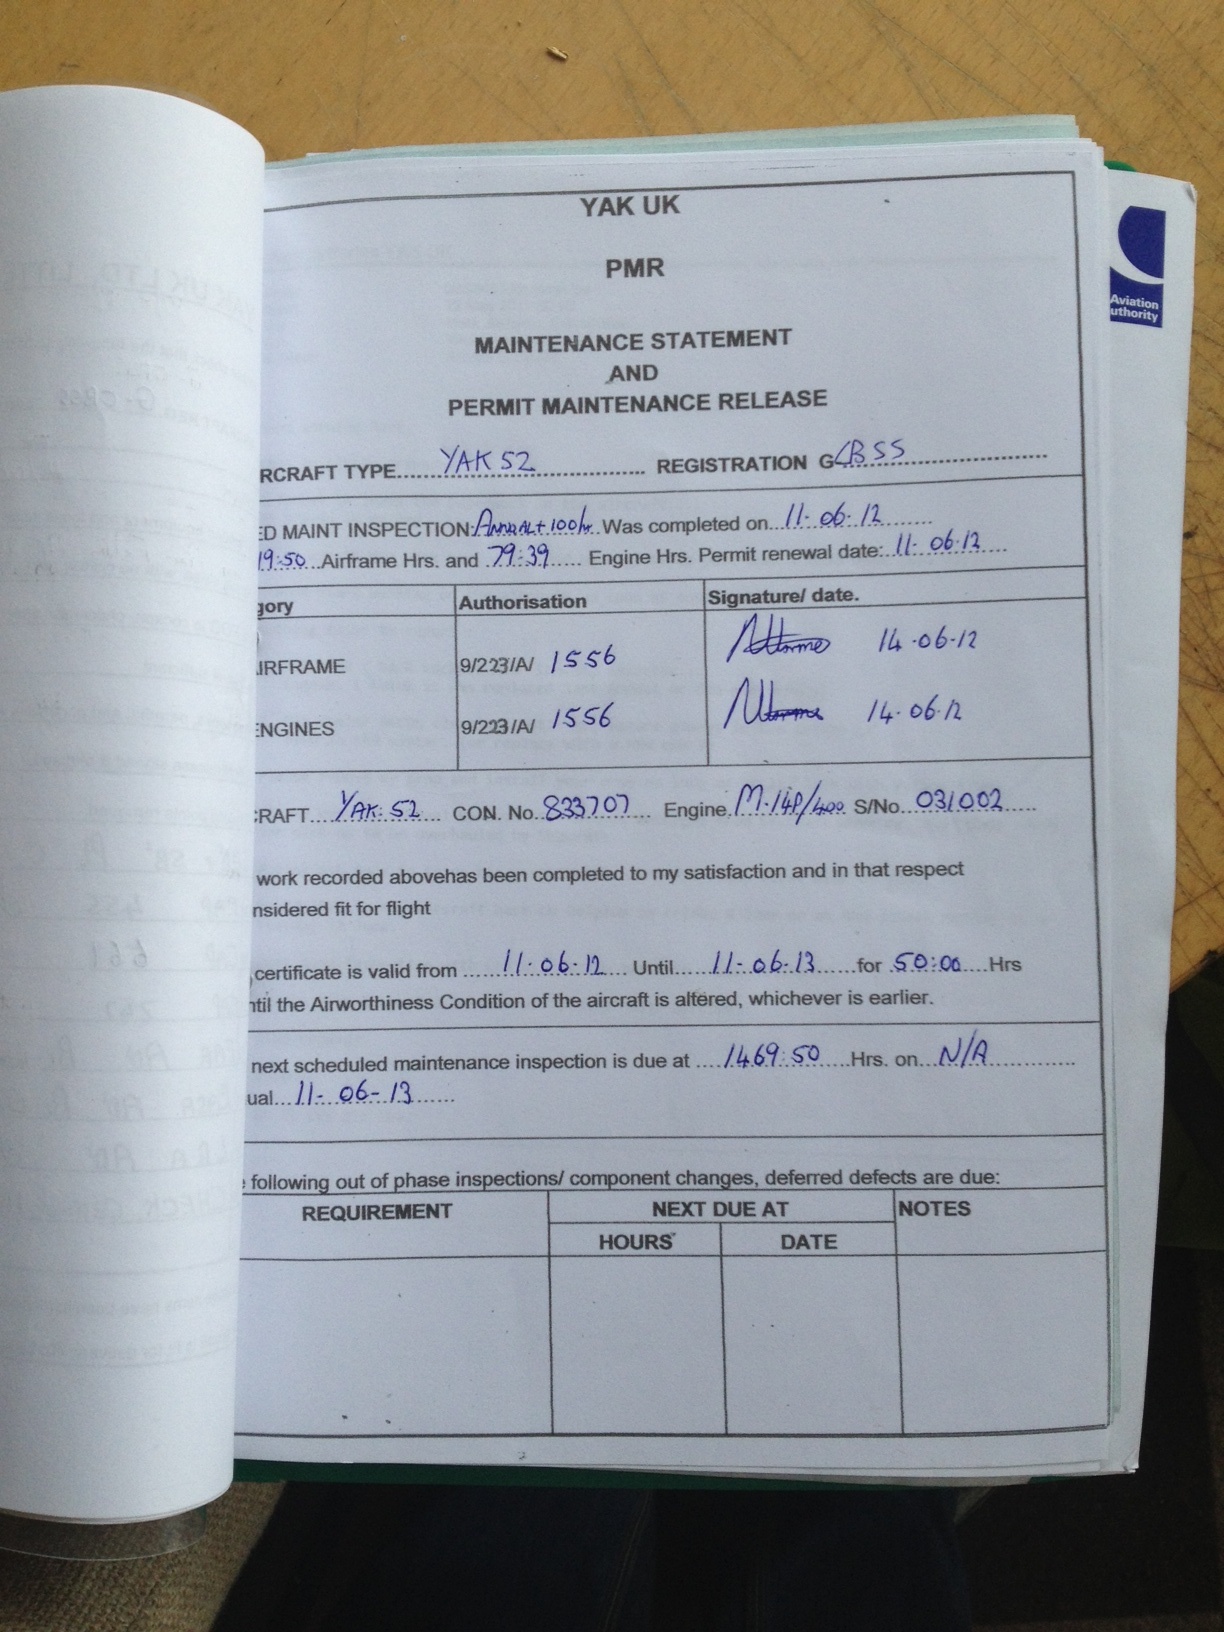 YAK UK
PMR
MAINTENANCE STATEMENT
AND
PERMIT MAINTENANCE RELEASE
RCRAFT TYPE....YAK 52.... REGISTRATION G-CBSS....
ED MAINT INSPECTION: ANNUAL + 100hr Was completed on...11-06-12....
19:50...Airframe Hrs. and .79:39..... Engine Hrs. Permit renewal date:.11-06.12...
gory Authorisation Signature/ date.
AIRFRAME 9/223/A/ 1556 14-06-12
ENGINES 9/223/A/ 1556 14-06-12
CRAFT....YAK 52... CON. No..833707... Engine.M-14P/400 S/No..031002.....
work recorded abovehas been completed to my satisfaction and in that respect
nsidered fit for flight
certificate is valid from ......11-06-12.... Until.....11-06-13.....for .50:00....Hrs
ntil the Airworthiness Condition of the aircraft is altered, whichever is earlier.
next scheduled maintenance inspection is due at ....1469:50....Hrs. on...N/A.............
ual...11-06-13......
following out of phase inspections/ component changes, deferred defects are due:
REQUIREMENT NEXT DUE AT NOTES
HOURS DATE
Aviation
uthority